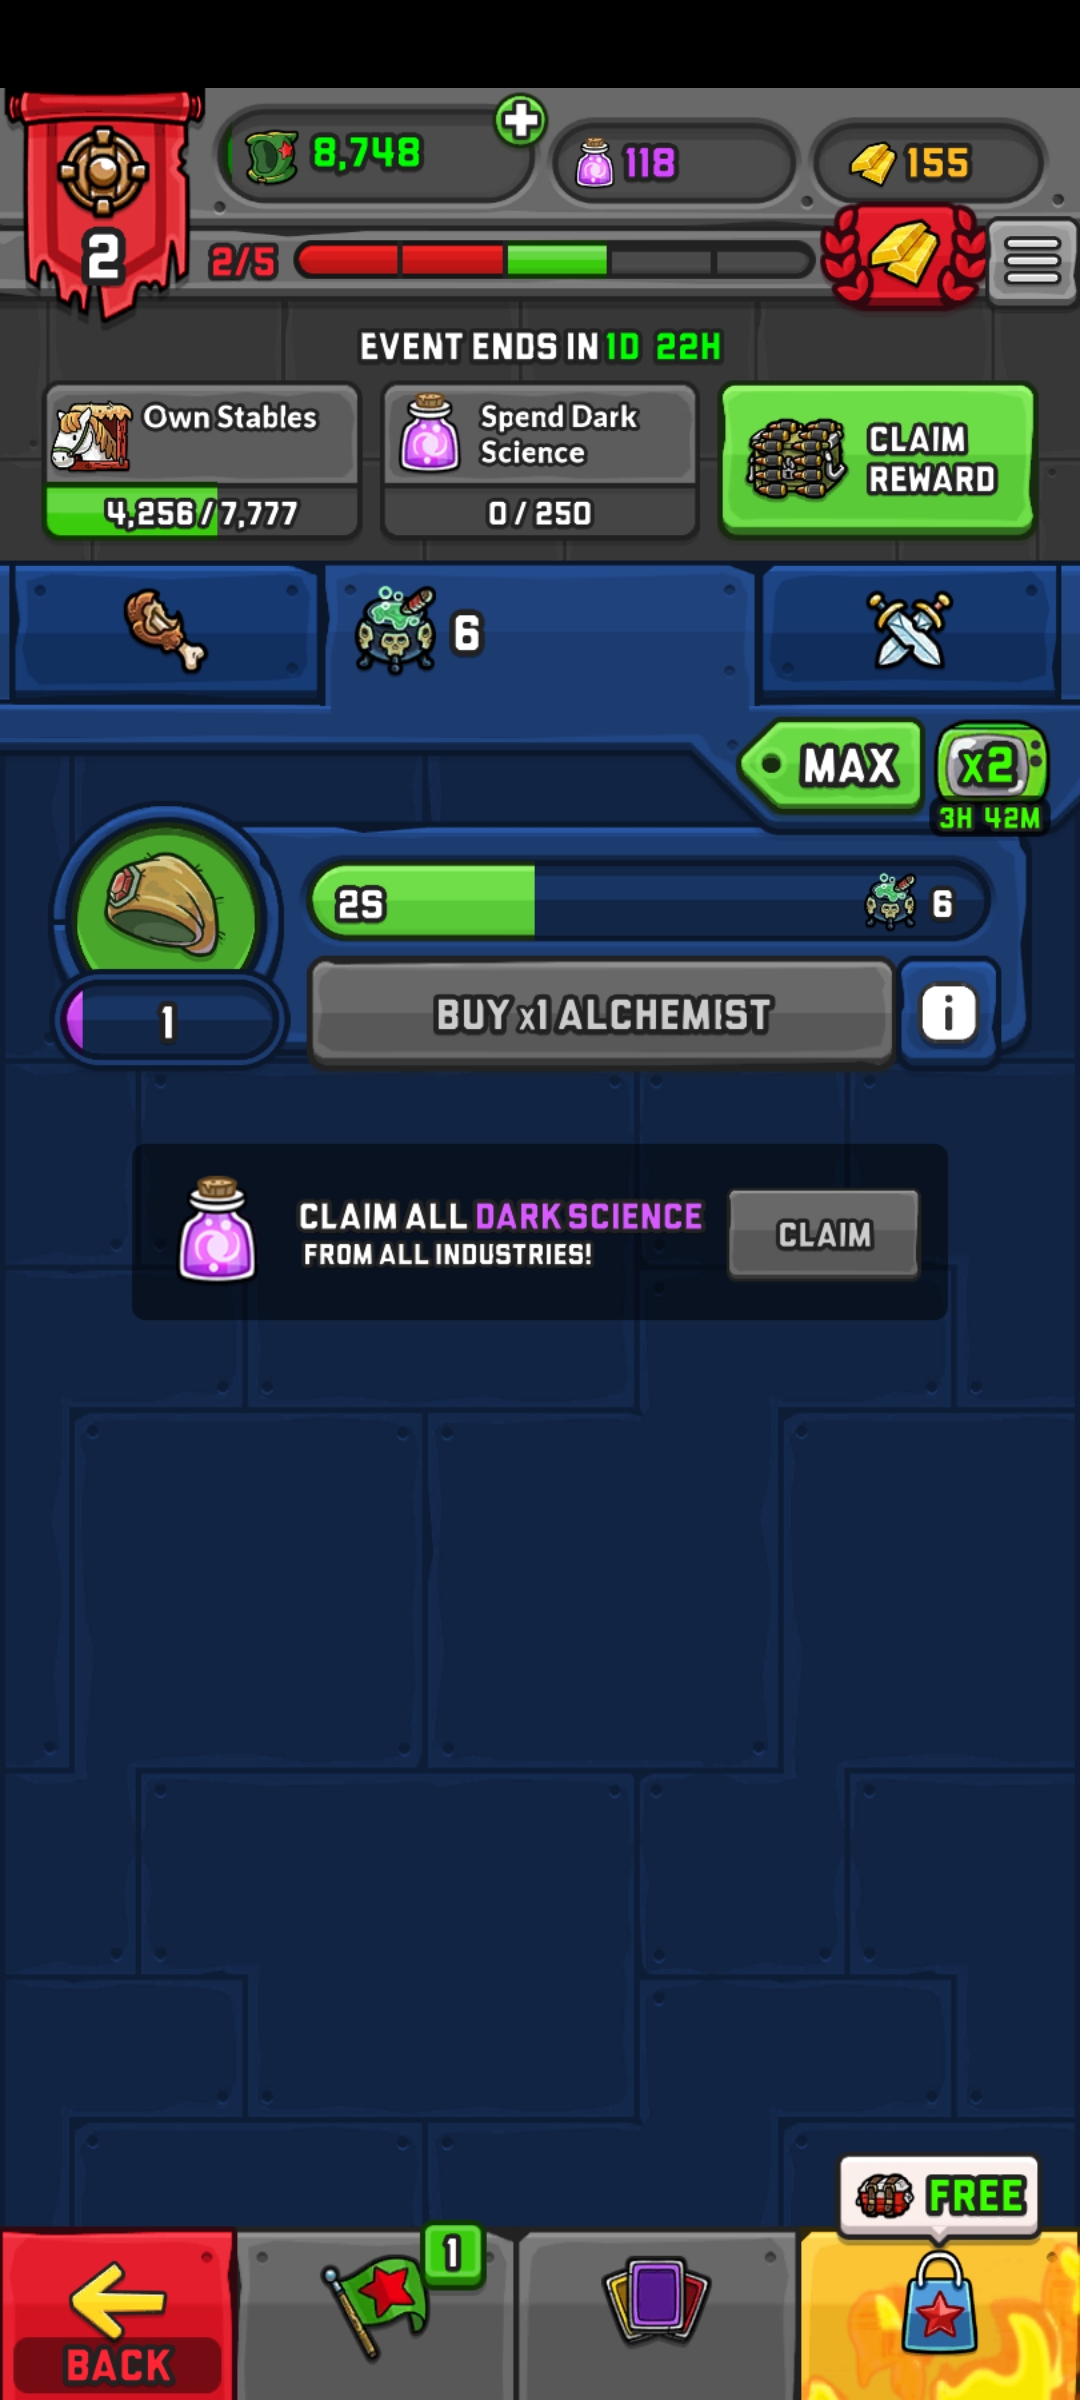 8,748
118
155
2
2/5
EVENT ENDS IN 1D 22H
Own Stables
4,256/7,777
Spend Dark
Science
0/250
CLAIM
REWARD
6
MAX
x2
3H 42M
2S
6
1
BUY x1 ALCHEMIST
i
CLAIM ALL DARK SCIENCE
FROM ALL INDUSTRIES!
CLAIM
FREE
1
BACK